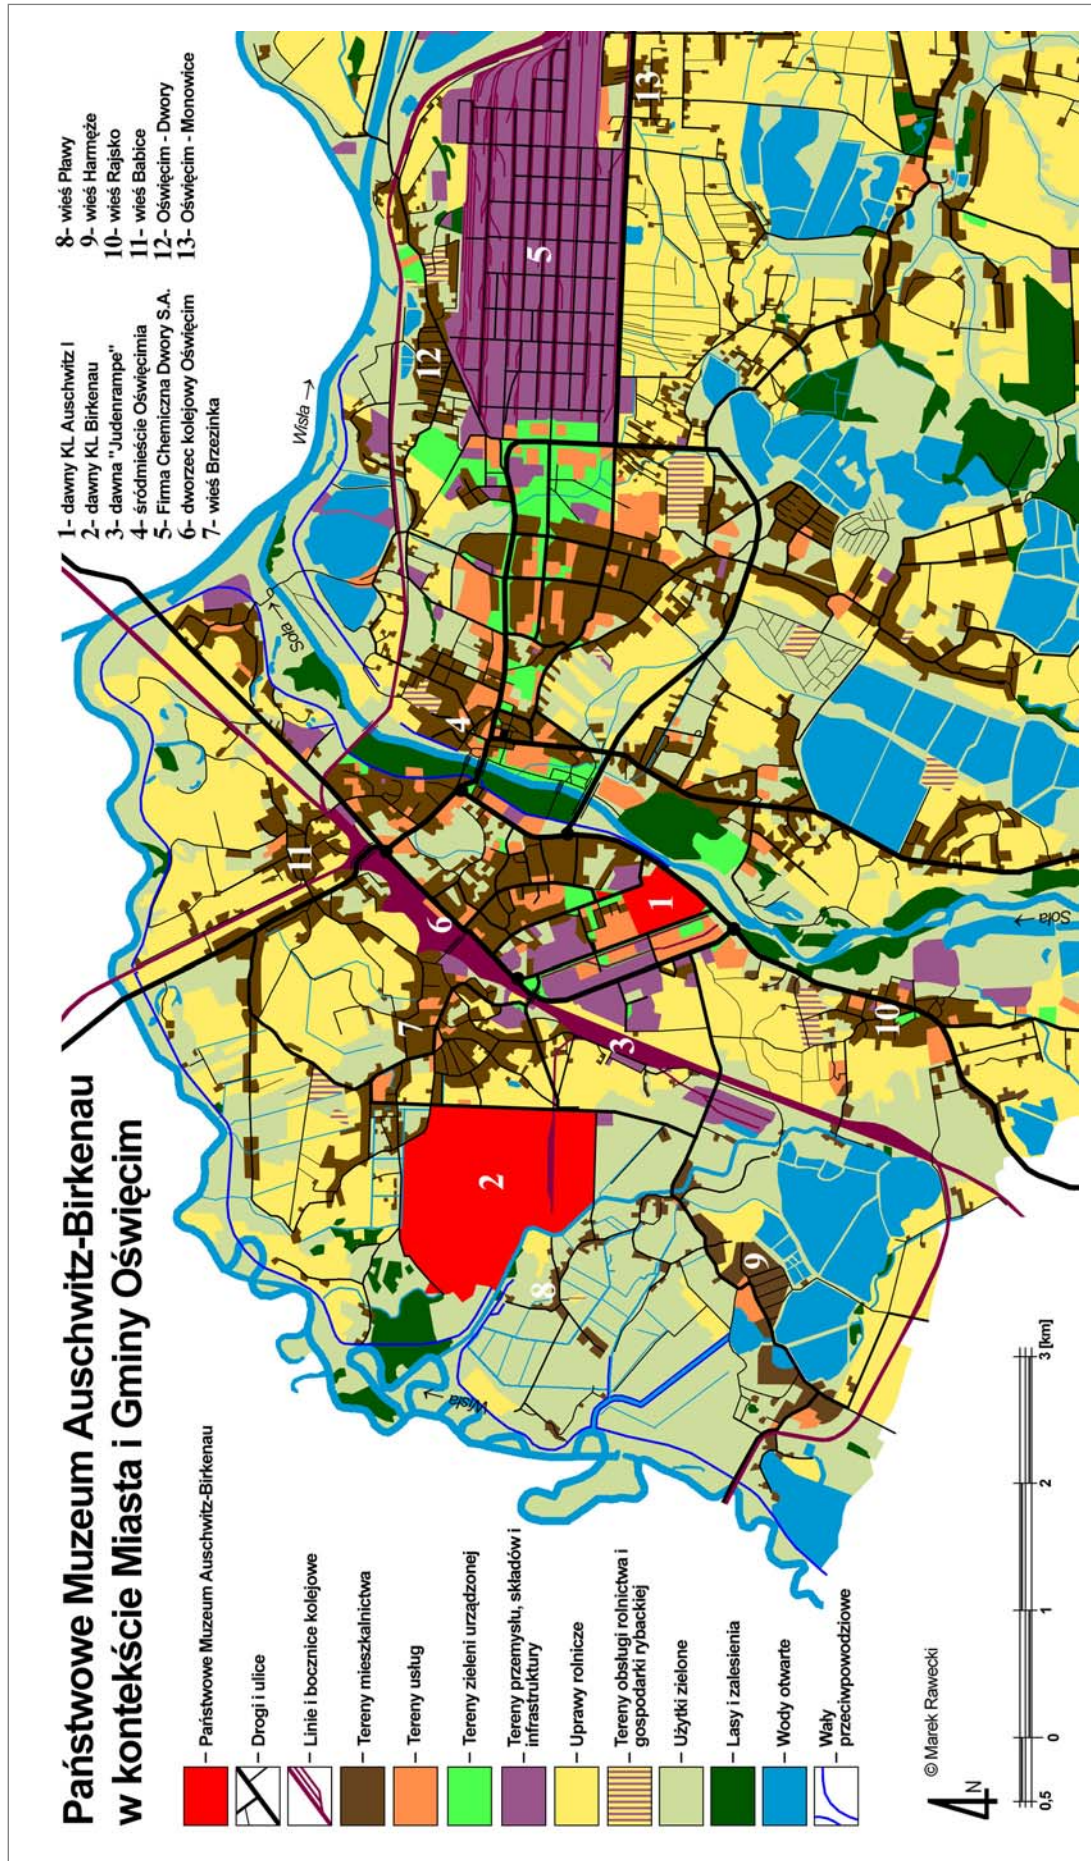 Państwowe Muzeum Auschwitz-Birkenau
w kontekście Miasta i Gminy Oświęcim
1- dawny KL Auschwitz I
2- dawny KL Birkenau
3- dawna "Judenrampe"
4- śródmieście Oświęcimia
5- Firma Chemiczna Dwory S.A.
6- dworzec kolejowy Oświęcim
7- wieś Brzezinka
8- wieś Pławy
9- wieś Harmęże
10- wieś Rajsko
11- wieś Babice
12- Oświęcim - Dwory
13- Oświęcim - Monowice
– Państwowe Muzeum Auschwitz-Birkenau
– Drogi i ulice
– Linie i bocznice kolejowe
– Tereny mieszkalnictwa
– Tereny usług
– Tereny zieleni urządzonej
– Tereny przemysłu, składów i
infrastruktury
– Uprawy rolnicze
– Tereny obsługi rolnictwa i
gospodarki rybackiej
– Użytki zielone
– Lasy i zalesienia
– Wody otwarte
– Wały
przeciwpowodziowe
Wisła →
Soła →
Wisła →
Soła →
1
2
3
4
5
6
7
8
9
10
11
12
13
© Marek Rawecki
N
0,5 0 1 2 3 [km]